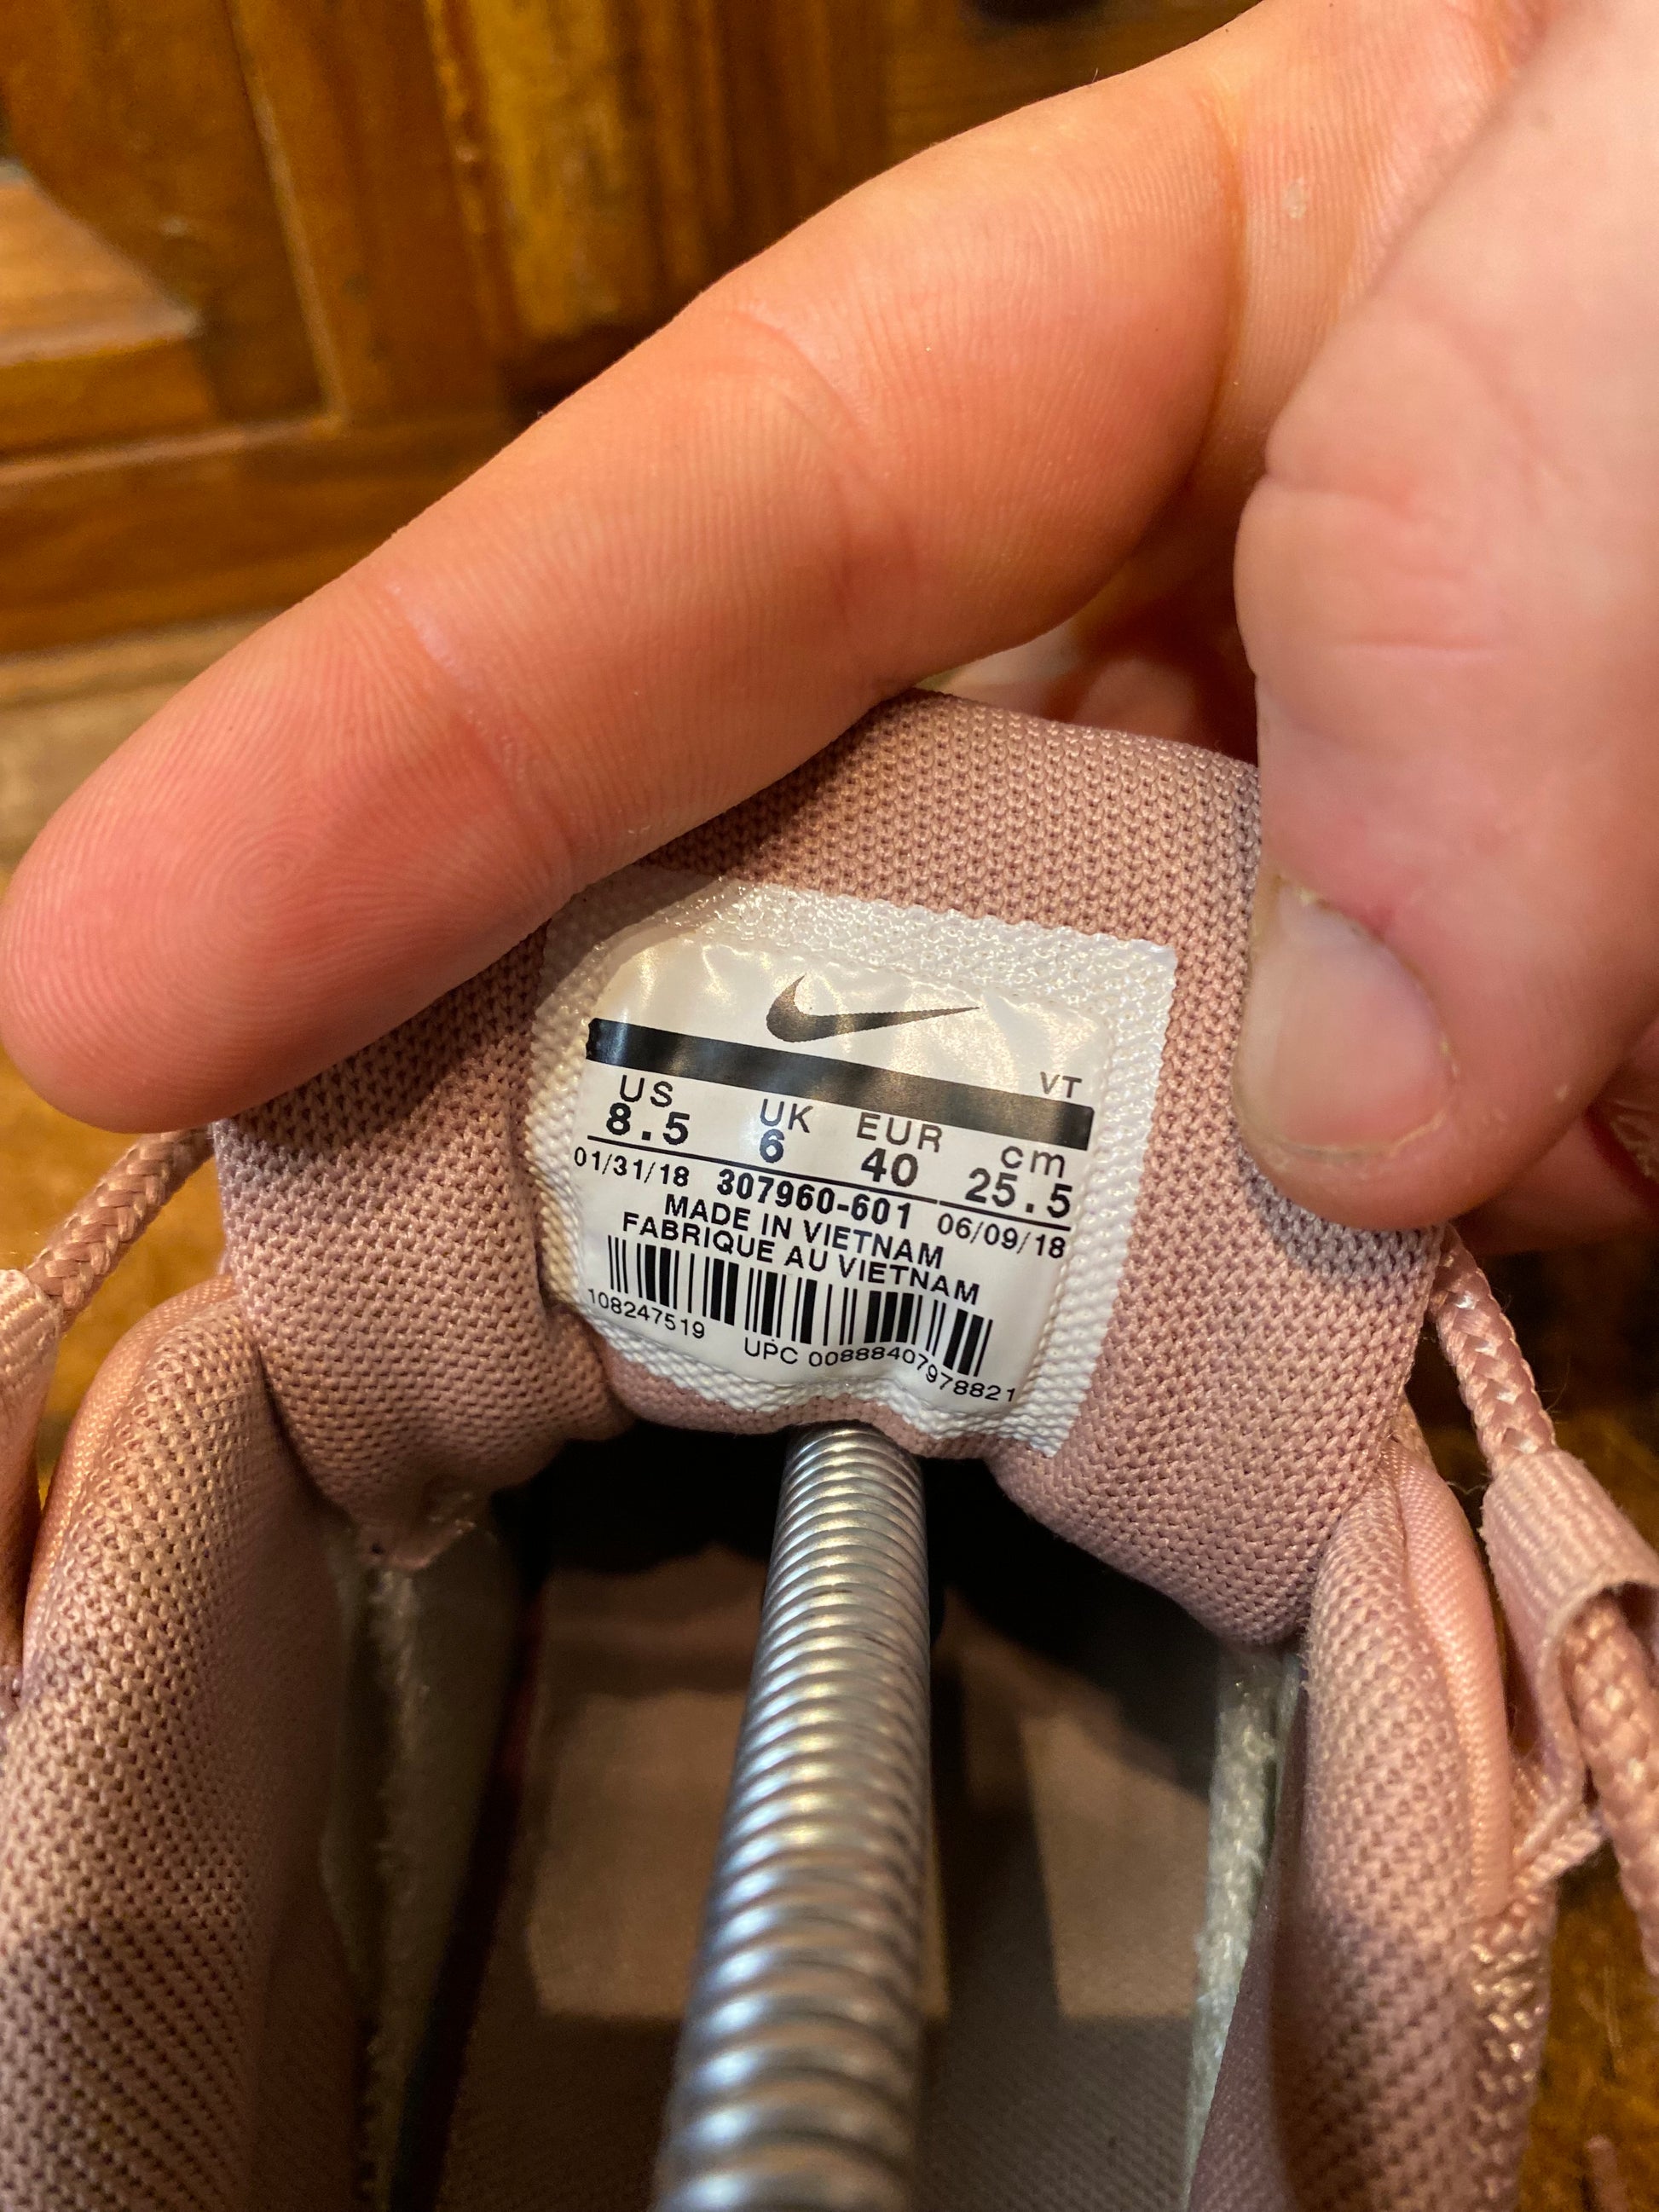 VT
US UK EUR cm
8.5 6 40 25.5
01/31/18 307960-601 06/09/18
MADE IN VIETNAM
FABRIQUE AU VIETNAM
108247519 UPC 00888407978821